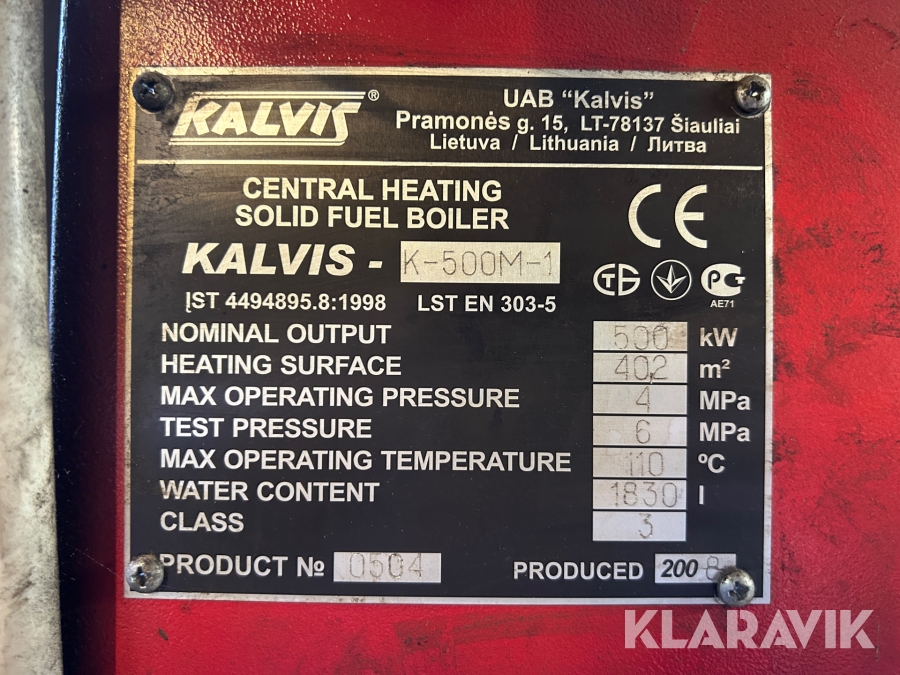 KALVIS®
UAB “Kalvis”
Pramonės g. 15, LT-78137 Šiauliai
Lietuva / Lithuania / Литва
CENTRAL HEATING
SOLID FUEL BOILER
KALVIS - K-500M-1
CE
ĮST 4494895.8:1998 LST EN 303-5
AE71
NOMINAL OUTPUT 500 kW
HEATING SURFACE 40,2 m²
MAX OPERATING PRESSURE 4 MPa
TEST PRESSURE 6 MPa
MAX OPERATING TEMPERATURE 110 ºC
WATER CONTENT 1830 l
CLASS 3
PRODUCT № 0504 PRODUCED 2008
KLARAVIK